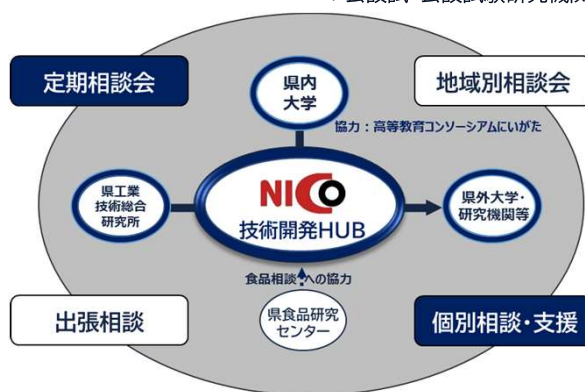 定期相談会
県内
大学
地域別相談会
協力：高等教育コンソーシアムにいがた
県工業
技術総合
研究所
NICO
技術開発HUB
県外大学・
研究機関等
食品相談への協力
出張相談
県食品研究
センター
個別相談・支援